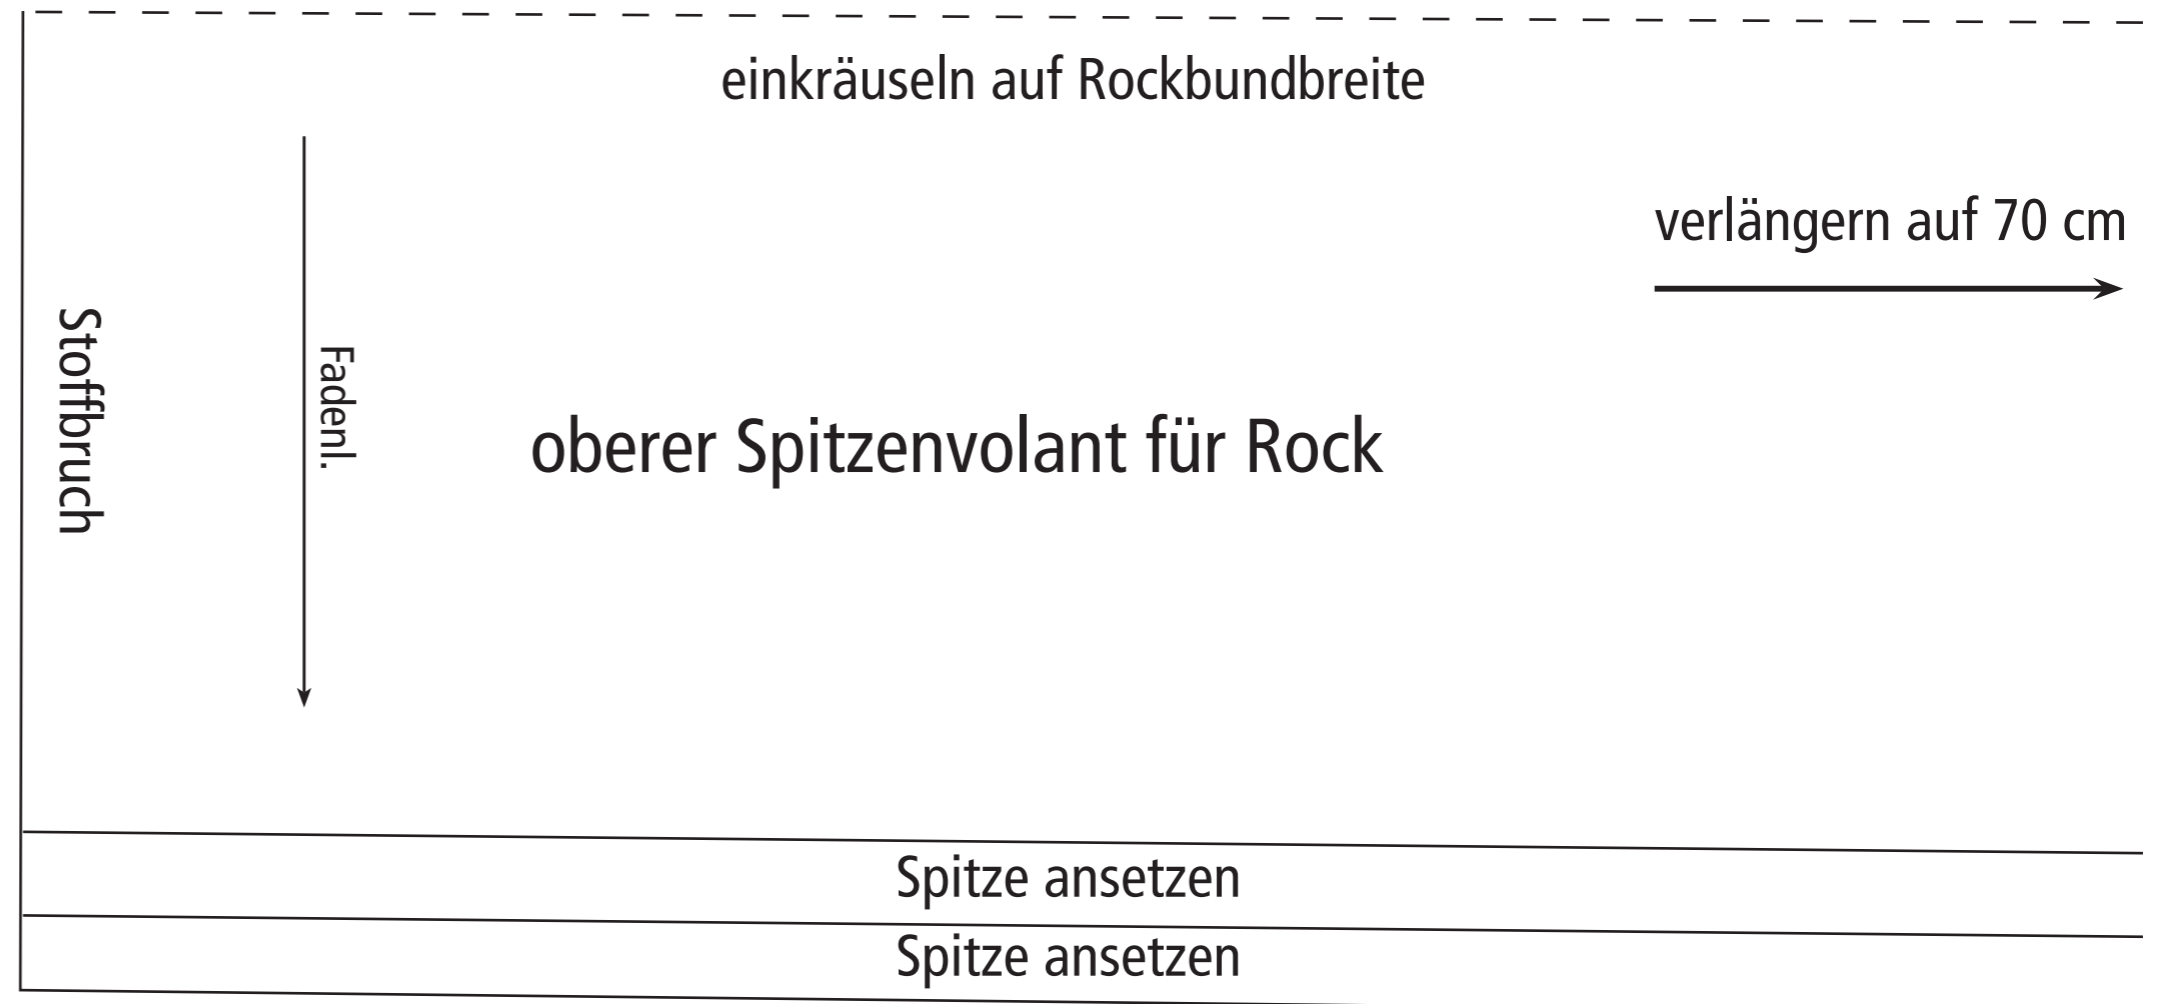 einkräuseln auf Rockbundbreite
verlängern auf 70 cm
Stoffbruch
Fadenl.
oberer Spitzenvolant für Rock
Spitze ansetzen
Spitze ansetzen